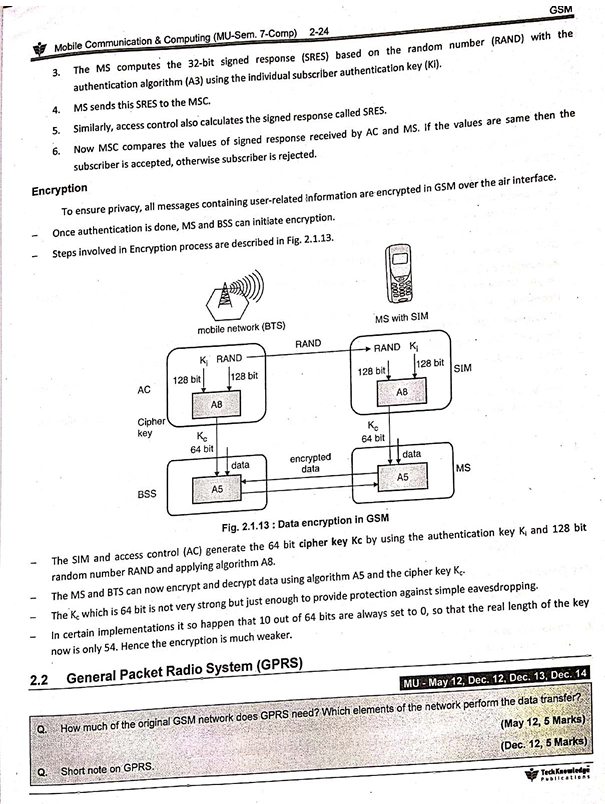 GSM
Mobile Communication & Computing (MU-Sem. 7-Comp) 2-24
3. The MS computes the 32-bit signed response (SRES) based on the random number (RAND) with the
authentication algorithm (A3) using the individual subscriber authentication key (Ki).
4. MS sends this SRES to the MSC.
5. Similarly, access control also calculates the signed response called SRES.
6. Now MSC compares the values of signed response received by AC and MS. If the values are same then the
subscriber is accepted, otherwise subscriber is rejected.
Encryption
To ensure privacy, all messages containing user-related information are encrypted in GSM over the air interface.
– Once authentication is done, MS and BSS can initiate encryption.
– Steps involved in Encryption process are described in Fig. 2.1.13.
mobile network (BTS)
MS with SIM
RAND
Ki RAND
RAND Ki
128 bit
128 bit
128 bit
128 bit
SIM
AC
A8
A8
Cipher
key
Kc
64 bit
Kc
64 bit
data
encrypted
data
data
BSS
A5
A5
MS
Fig. 2.1.13 : Data encryption in GSM
– The SIM and access control (AC) generate the 64 bit cipher key Kc by using the authentication key Ki and 128 bit
random number RAND and applying algorithm A8.
– The MS and BTS can now encrypt and decrypt data using algorithm A5 and the cipher key Kc.
– The Kc which is 64 bit is not very strong but just enough to provide protection against simple eavesdropping.
– In certain implementations it so happen that 10 out of 64 bits are always set to 0, so that the real length of the key
now is only 54. Hence the encryption is much weaker.
2.2 General Packet Radio System (GPRS)
MU - May 12, Dec. 12, Dec. 13, Dec. 14
Q. How much of the original GSM network does GPRS need? Which elements of the network perform the data transfer?
(May 12, 5 Marks)
Q. Short note on GPRS.
(Dec. 12, 5 Marks)
TechKnowledge
Publications